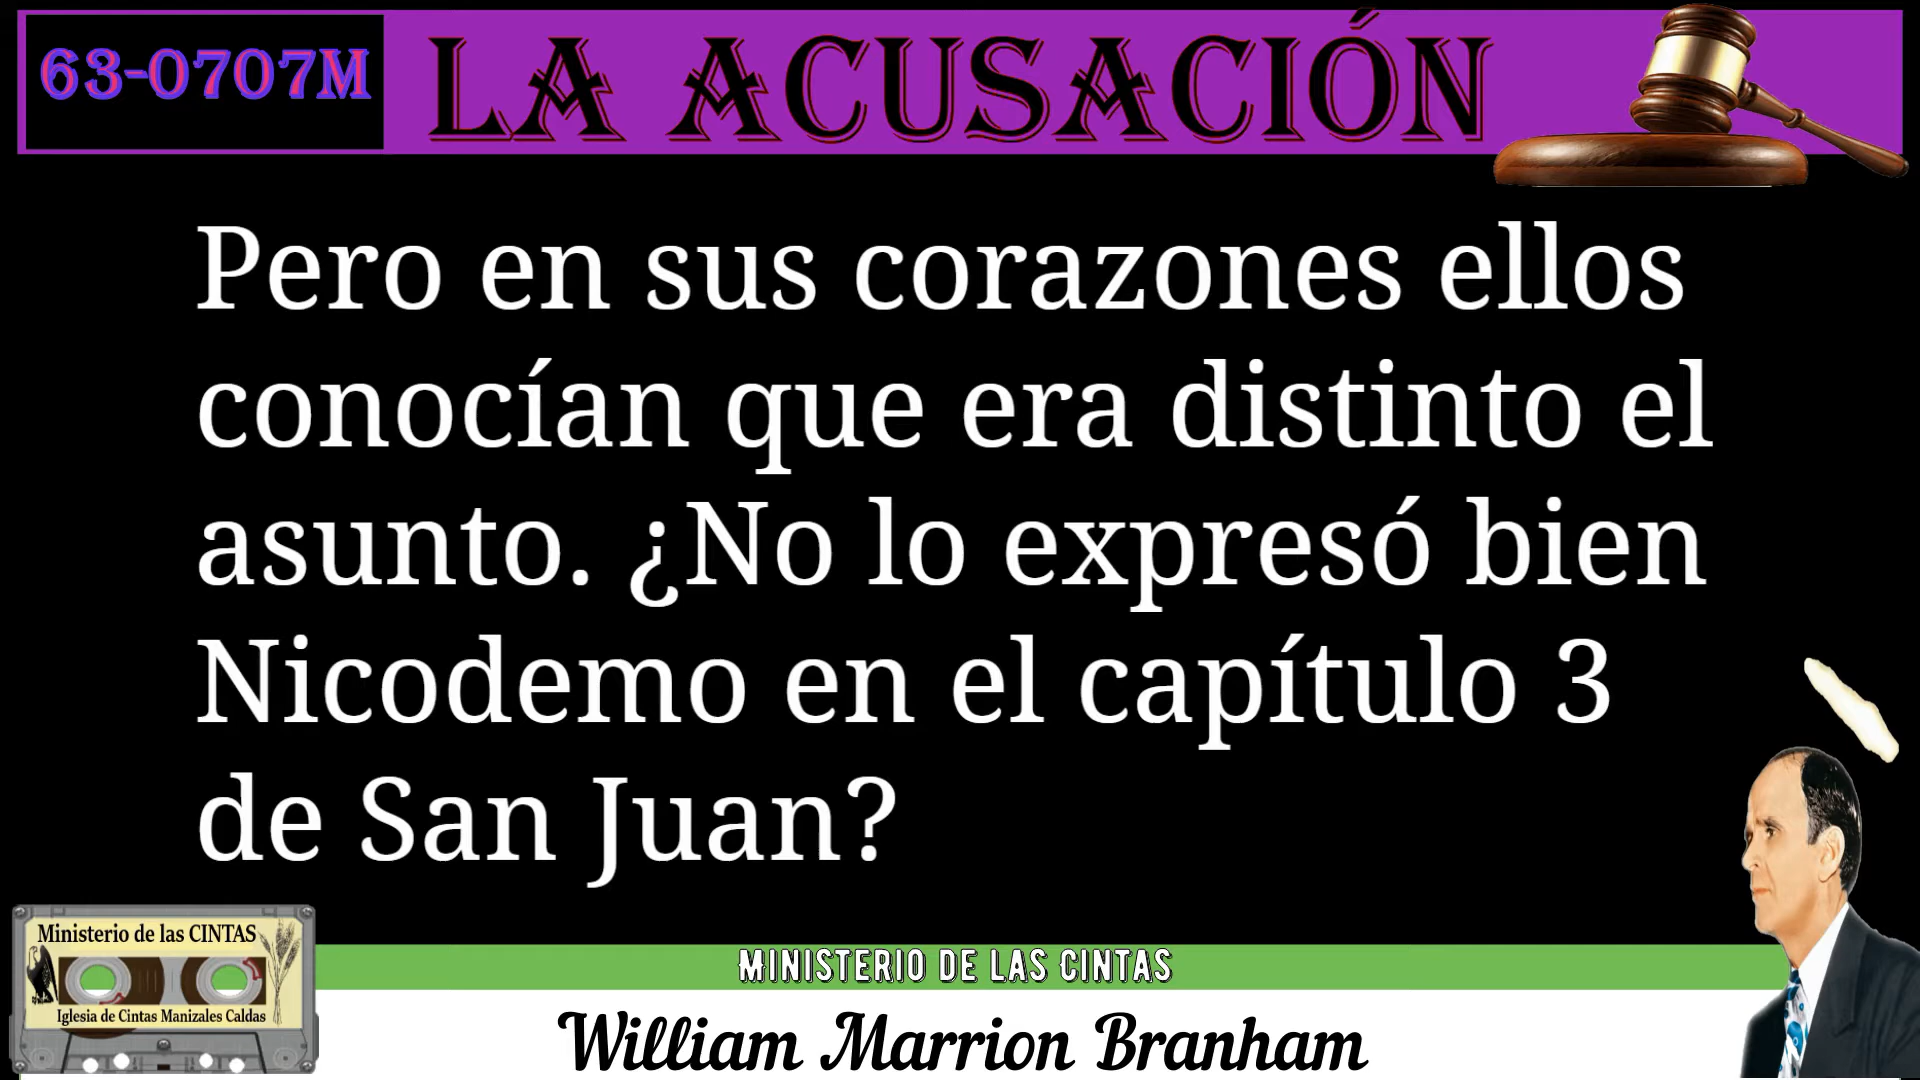 63-0707M
LA ACUSACIÓN
Pero en sus corazones ellos
conocían que era distinto el
asunto. ¿No lo expresó bien
Nicodemo en el capítulo 3
de San Juan?
Ministerio de las CINTAS
Iglesia de Cintas Manizales Caldas
MINISTERIO DE LAS CINTAS
William Marrion Branham